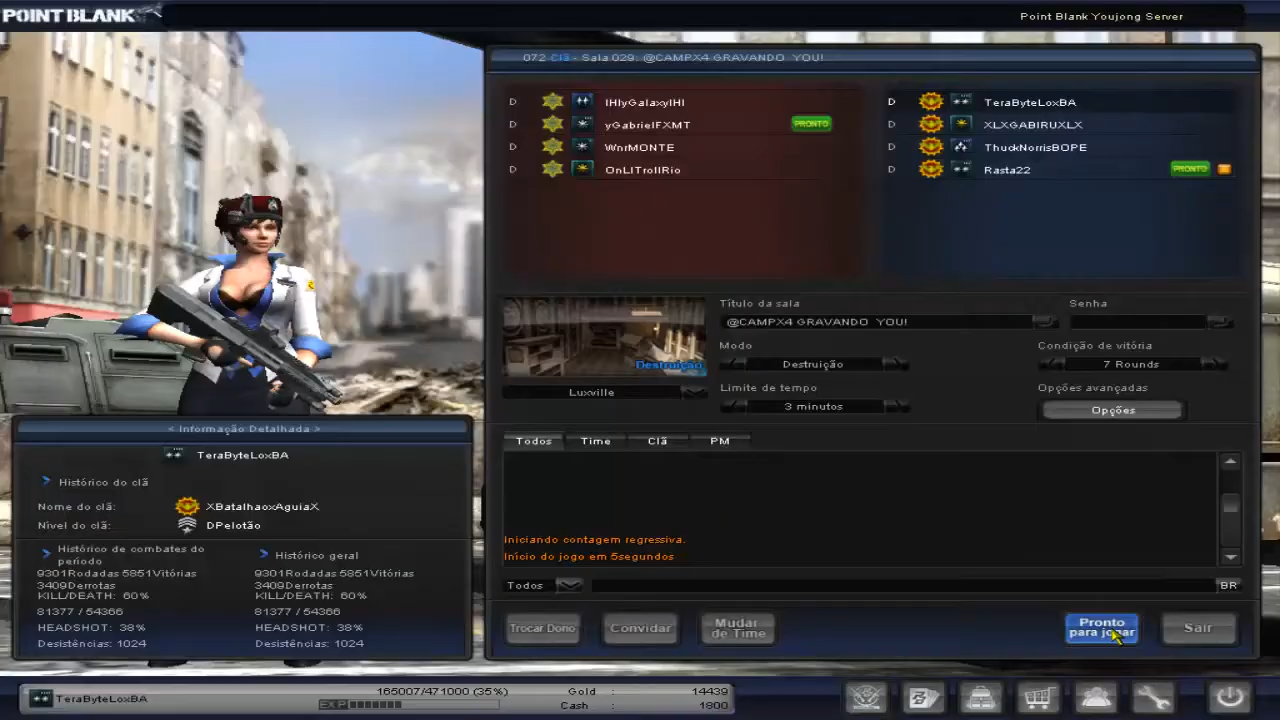 POINT BLANK
Point Blank Youjong Server
072 Clã - Sala 029: @CAMPX4 GRAVANDO YOU!
D IHIyGalaxyIHI
D yGabrielFXMT PRONTO
D WnrMONTE
D OnLITrollRio
D TeraByteLoxBA
D XLXGABIRUXLX
D ThuckNorrisBOPE
D Rasta22 PRONTO
Destruição
Luxville
Título da sala
@CAMPX4 GRAVANDO YOU!
Senha
Modo
Destruição
Condição de vitória
7 Rounds
Limite de tempo
3 minutos
Opções avançadas
Opções
Todos Time Clã PM
Iniciando contagem regressiva.
Início do jogo em 5segundos
Todos BR
Trocar Dono
Convidar
Mudar
de Time
Pronto
para jogar
Sair
< Informação Detalhada >
TeraByteLoxBA
Histórico do clã
Nome do clã: XBatalhaoxAguiaX
Nível do clã: DPelotão
Histórico de combates do
período
9301Rodadas 5851Vitórias
3409Derrotas
KILL/DEATH: 60%
81377 / 54366
HEADSHOT: 38%
Desistências: 1024
Histórico geral
9301Rodadas 5851Vitórias
3409Derrotas
KILL/DEATH: 60%
81377 / 54366
HEADSHOT: 38%
Desistências: 1024
TeraByteLoxBA
165007/471000 (35%)
EXP
Gold : 14439
Cash : 1800